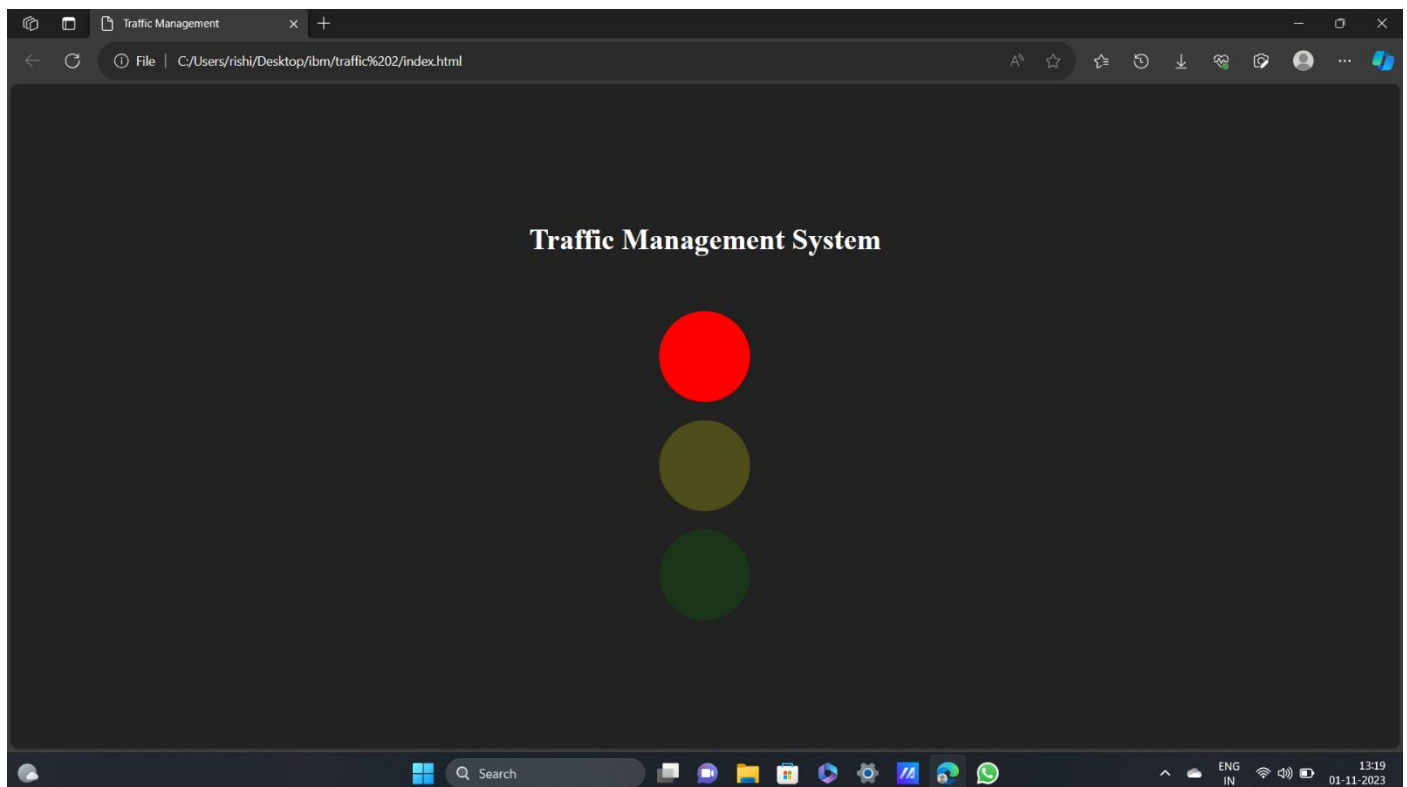 Traffic Management
File | C:/Users/rishi/Desktop/ibm/traffic%202/index.html
Traffic Management System
Search
ENG
IN
13:19
01-11-2023